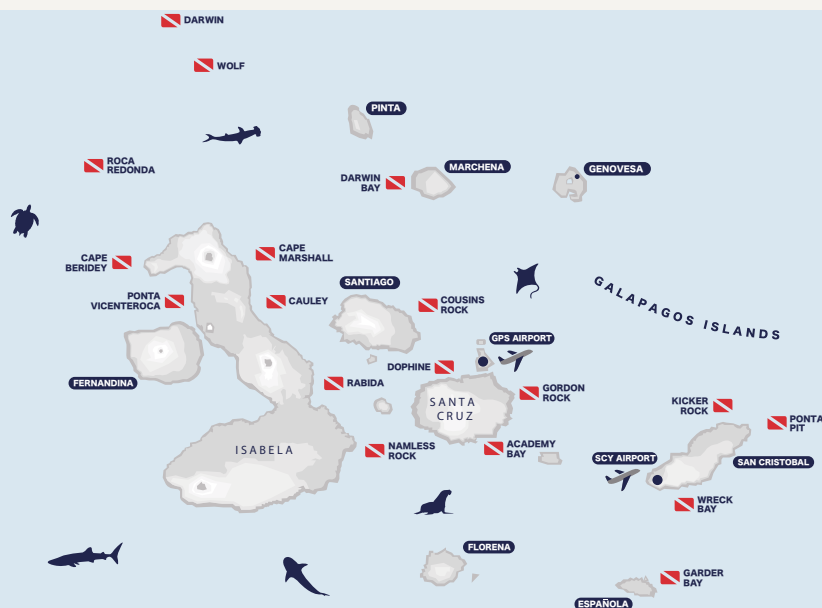 DARWIN
WOLF
PINTA
ROCA
REDONDA
DARWIN
BAY
MARCHENA
GENOVESA
CAPE
BERIDEY
CAPE
MARSHALL
SANTIAGO
GALAPAGOS ISLANDS
PONTA
VICENTEROCA
CAULEY
COUSINS
ROCK
GPS AIRPORT
DOPHINE
FERNANDINA
RABIDA
GORDON
ROCK
SANTA
CRUZ
KICKER
ROCK
PONTA
PIT
ISABELA
NAMLESS
ROCK
ACADEMY
BAY
SCY AIRPORT
SAN CRISTOBAL
WRECK
BAY
FLORENA
GARDER
BAY
ESPAÑOLA